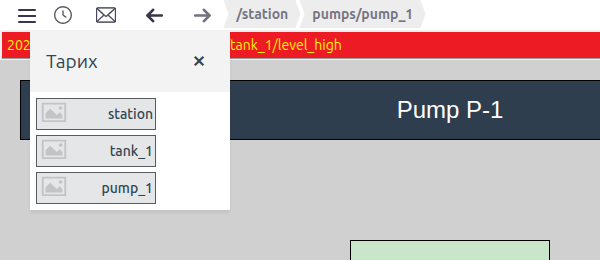 /station pumps/pump_1
202 tank_1/level_high
Тарих ×
Pump P-1
station
tank_1
pump_1